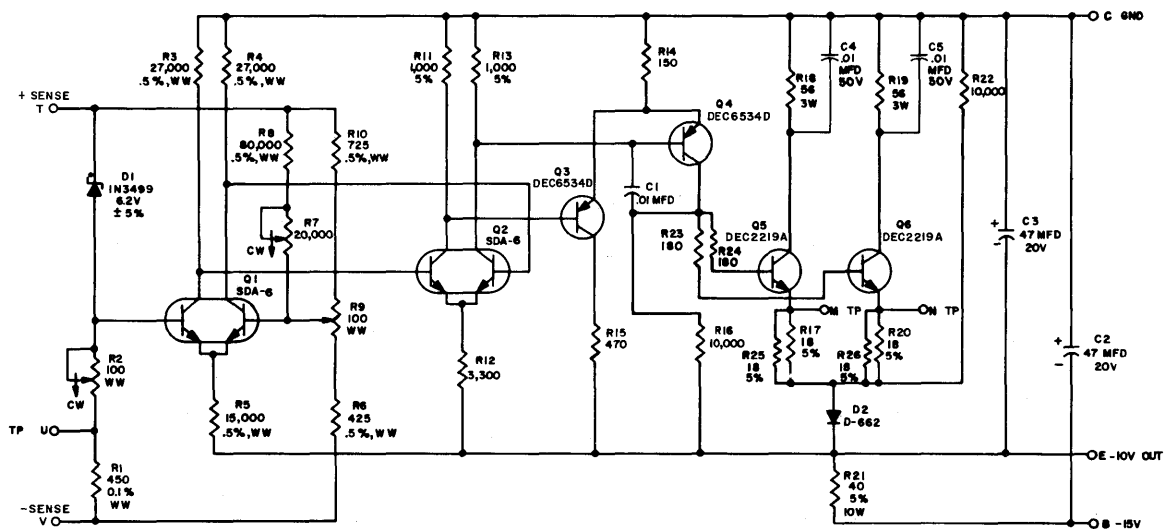 C GND
R3
27,000
.5%, WW
R4
27,000
.5%, WW
R11
1,000
5%
R13
1,000
5%
R14
150
R18
56
3W
C4
.01
MFD
50V
R19
56
3W
C5
.01
MFD
50V
R22
10,000
+ SENSE
T
R8
80,000
.5%, WW
R10
725
.5%, WW
Q4
DEC6534D
D1
1N3499
6.2V
± 5%
Q3
DEC6534D
C1
.01 MFD
R7
20,000
CW
Q2
SDA-6
R23
180
R24
180
Q5
DEC2219A
Q6
DEC2219A
C3
47 MFD
20V
+
−
Q1
SDA-6
R9
100
WW
M TP
N TP
R2
100
WW
CW
R12
3,300
R15
470
R16
10,000
R25
18
5%
R17
18
5%
R26
18
5%
R20
18
5%
C2
47 MFD
20V
+
−
R5
15,000
.5%, WW
R6
425
.5%, WW
D2
D-662
TP U
E -10V OUT
R1
450
0.1%
WW
R21
40
5%
10W
-SENSE
V
B -15V